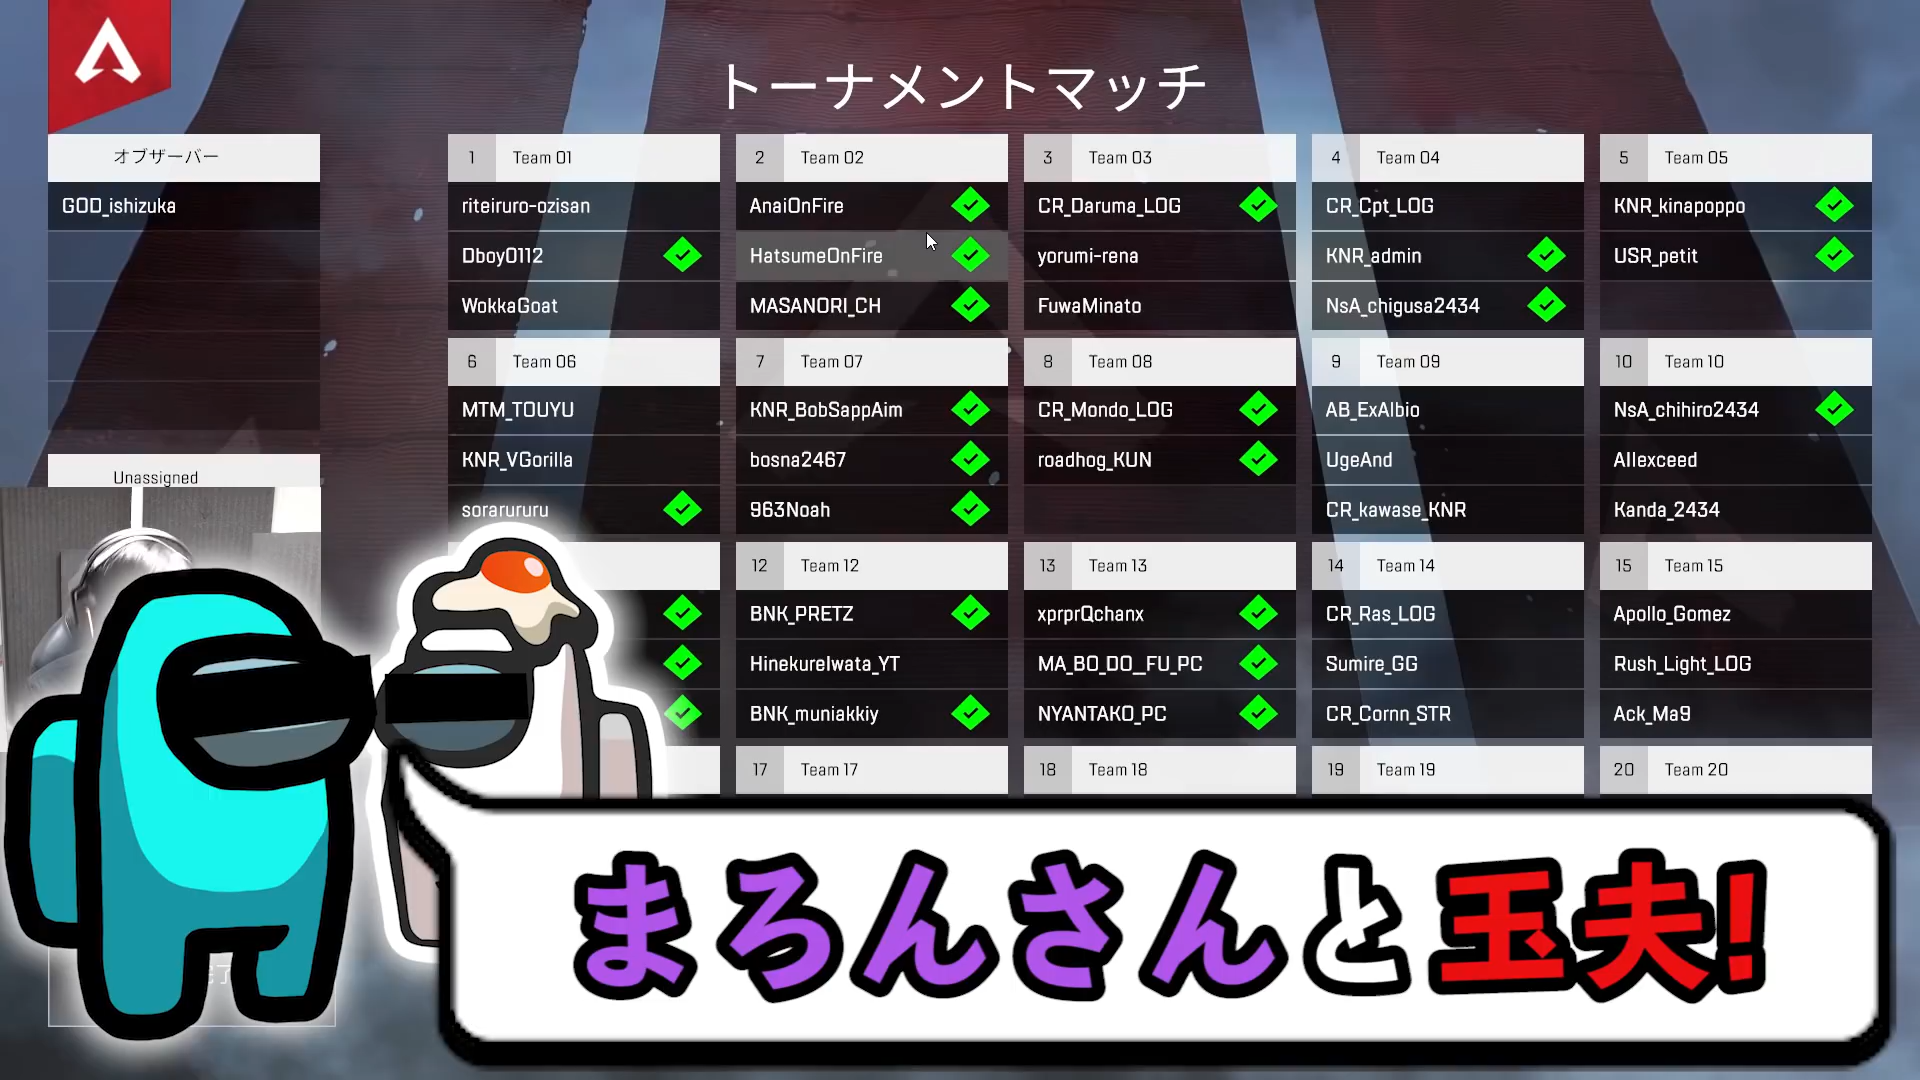 トーナメントマッチ
オブザーバー
GOD_ishizuka
Unassigned
1 Team 01
riteiruro-ozisan
Dboy0112
WokkaGoat
2 Team 02
AnaiOnFire
HatsumeOnFire
MASANORI_CH
3 Team 03
CR_Daruma_LOG
yorumi-rena
FuwaMinato
4 Team 04
CR_Cpt_LOG
KNR_admin
NsA_chigusa2434
5 Team 05
KNR_kinapoppo
USR_petit
6 Team 06
MTM_TOUYU
KNR_VGorilla
sorarururu
7 Team 07
KNR_BobSappAim
bosna2467
963Noah
8 Team 08
CR_Mondo_LOG
roadhog_KUN
9 Team 09
AB_ExAlbio
UgeAnd
CR_kawase_KNR
10 Team 10
NsA_chihiro2434
Allexceed
Kanda_2434
12 Team 12
BNK_PRETZ
HinekureIwata_YT
BNK_muniakkiy
13 Team 13
xprprQchanx
MA_BO_DO__FU_PC
NYANTAKO_PC
14 Team 14
CR_Ras_LOG
Sumire_GG
CR_Cornn_STR
15 Team 15
Apollo_Gomez
Rush_Light_LOG
Ack_Ma9
17 Team 17
18 Team 18
19 Team 19
20 Team 20
まろんさんと玉夫!